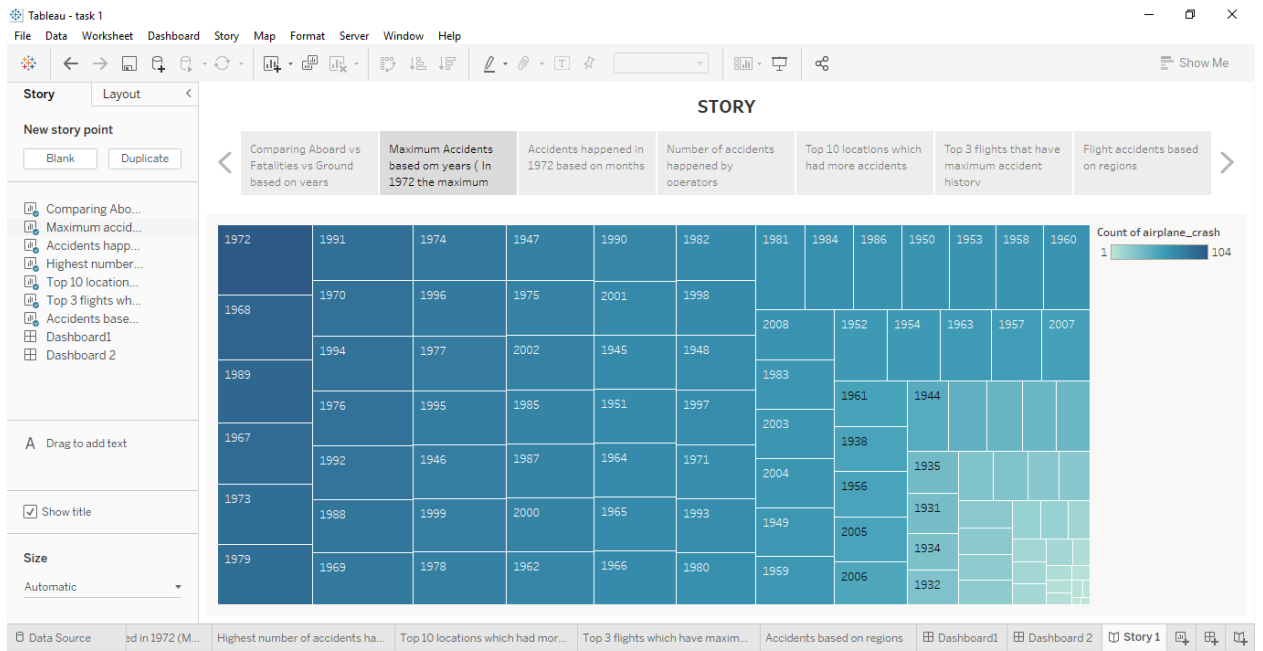 Tableau - task 1
File Data Worksheet Dashboard Story Map Format Server Window Help
Show Me
Story Layout
New story point
Blank Duplicate
Comparing Abo...
Maximum accid...
Accidents happ...
Highest number...
Top 10 location...
Top 3 flights wh...
Accidents base...
Dashboard1
Dashboard 2
A Drag to add text
Show title
Size
Automatic
STORY
Comparing Aboard vs
Fatalities vs Ground
based on years
Maximum Accidents
based om years ( In
1972 the maximum
Accidents happened in
1972 based on months
Number of accidents
happened by
operators
Top 10 locations which
had more accidents
Top 3 flights that have
maximum accident
history
Flight accidents based
on regions
1972
1968
1989
1967
1973
1979
1991
1970
1994
1976
1992
1988
1969
1974
1996
1977
1995
1946
1999
1978
1947
1975
2002
1985
1987
2000
1962
1990
2001
1945
1951
1964
1965
1966
1982
1998
1948
1997
1971
1993
1980
1981 1984 1986 1950 1953 1958 1960
2008
1983
2003
2004
1949
1959
1952 1954 1963 1957 2007
1961
1938
1956
2005
2006
1944
1935
1931
1934
1932
Count of airplane_crash
1 104
Data Source ed in 1972 (M... Highest number of accidents ha... Top 10 locations which had mor... Top 3 flights which have maxim... Accidents based on regions Dashboard1 Dashboard 2 Story 1